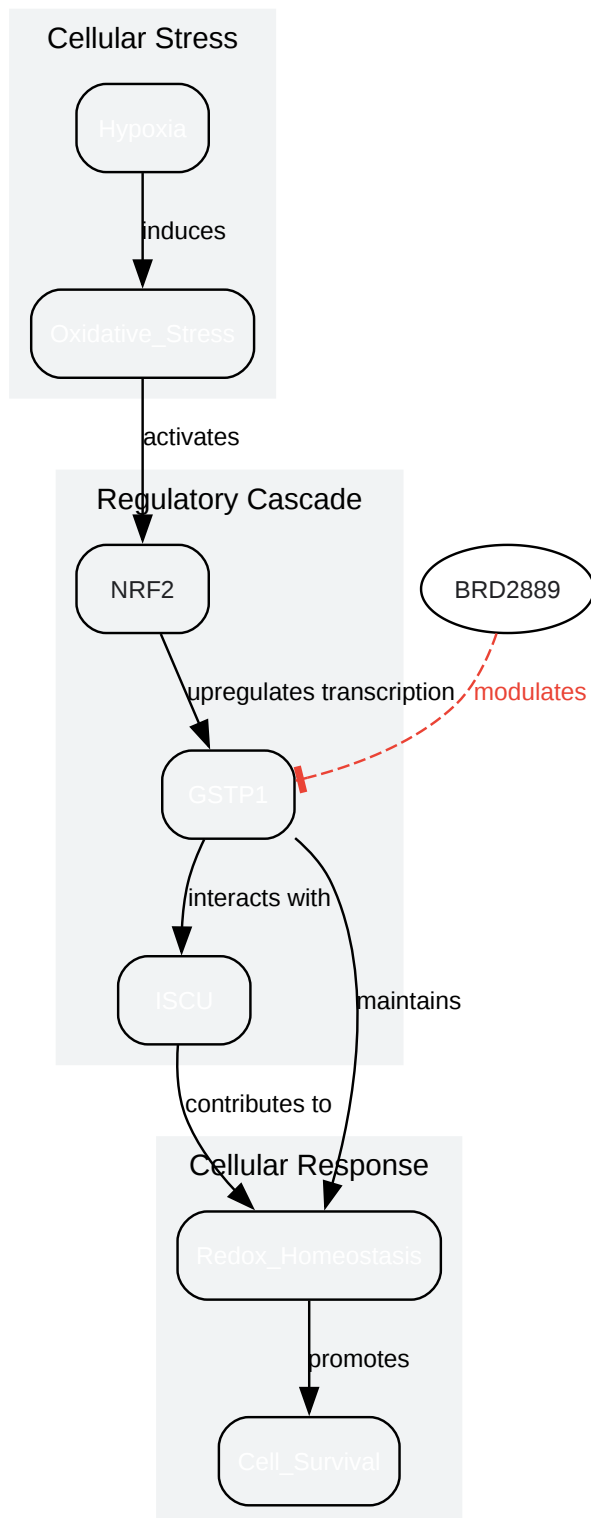 Cellular Stress
Hypoxia
induces
Oxidative_Stress
activates
Regulatory Cascade
NRF2
BRD2889
upregulates transcription
modulates
GSTP1
interacts with
ISCU
maintains
contributes to
Cellular Response
Redox_Homeostasis
promotes
Cell_Survival